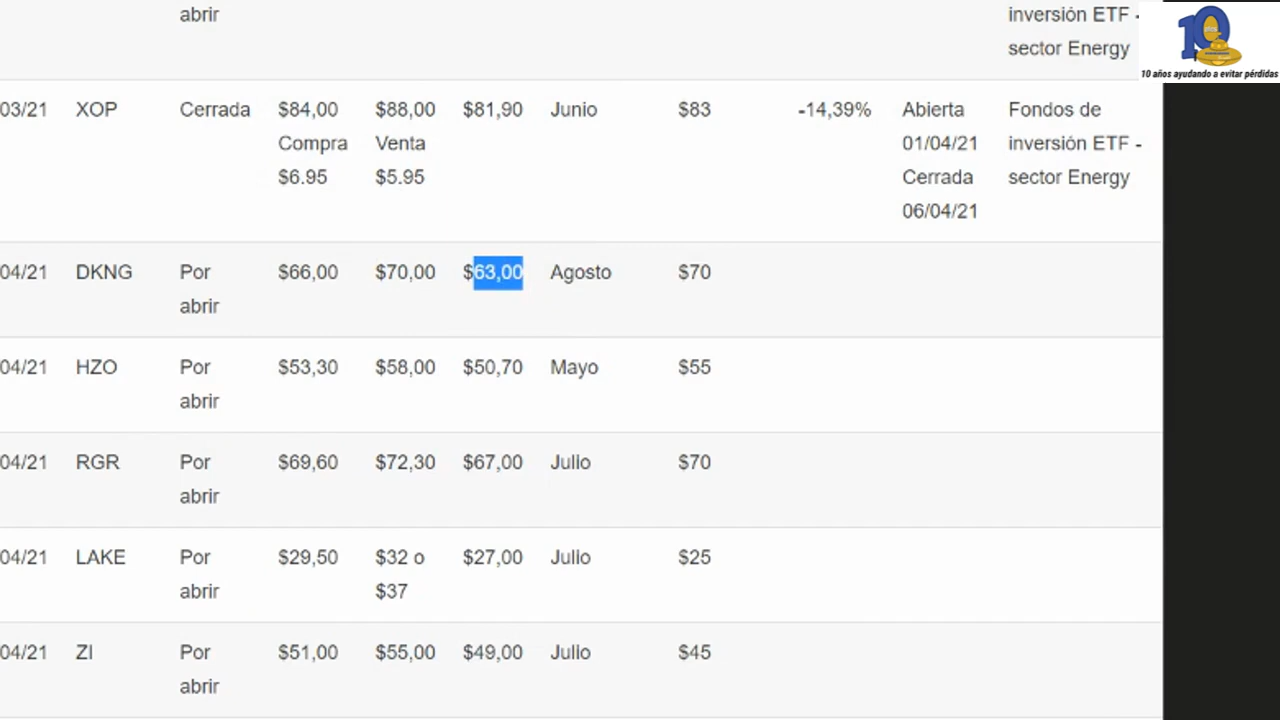 abrir inversión ETF -
sector Energy
10
10 años ayudando a evitar pérdidas
03/21 XOP Cerrada $84,00 $88,00 $81,90 Junio $83 -14,39% Abierta Fondos de
Compra Venta 01/04/21 inversión ETF -
$6.95 $5.95 Cerrada sector Energy
06/04/21
04/21 DKNG Por $66,00 $70,00 $63,00 Agosto $70
abrir
04/21 HZO Por $53,30 $58,00 $50,70 Mayo $55
abrir
04/21 RGR Por $69,60 $72,30 $67,00 Julio $70
abrir
04/21 LAKE Por $29,50 $32 o $27,00 Julio $25
abrir $37
04/21 ZI Por $51,00 $55,00 $49,00 Julio $45
abrir